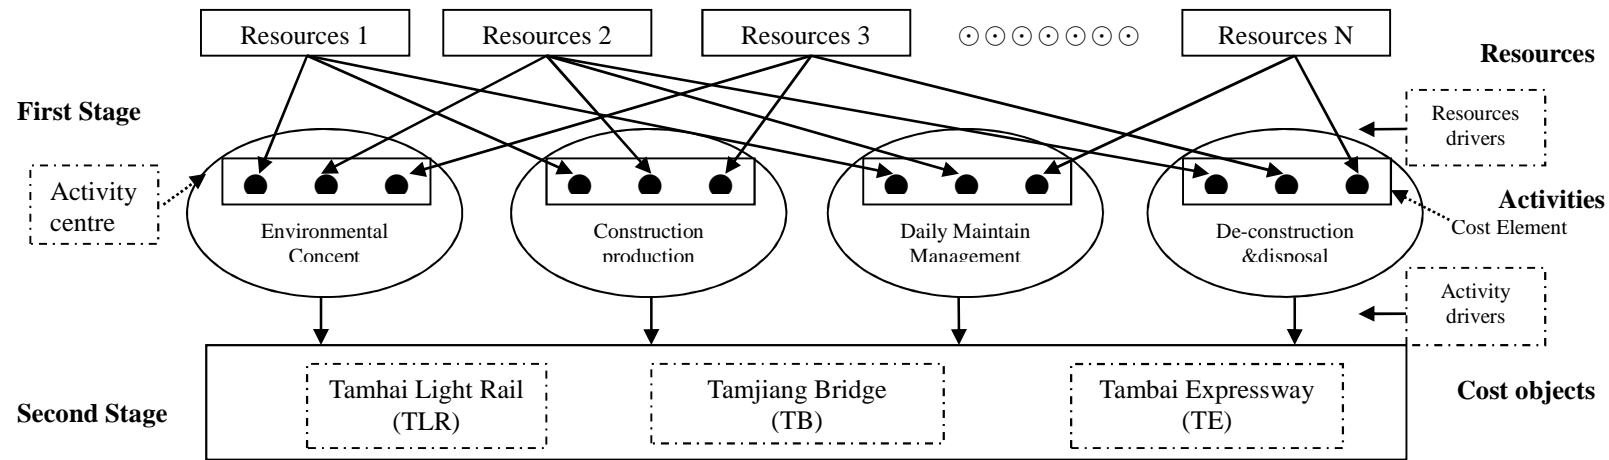 Resources 1
Resources 2
Resources 3
Resources N
Resources
First Stage
Resources
drivers
Activity
centre
Activities
Cost Element
Environmental
Concept
Construction
production
Daily Maintain
Management
De-construction
&disposal
Activity
drivers
Tamhai Light Rail
(TLR)
Tamjiang Bridge
(TB)
Tambai Expressway
(TE)
Second Stage
Cost objects